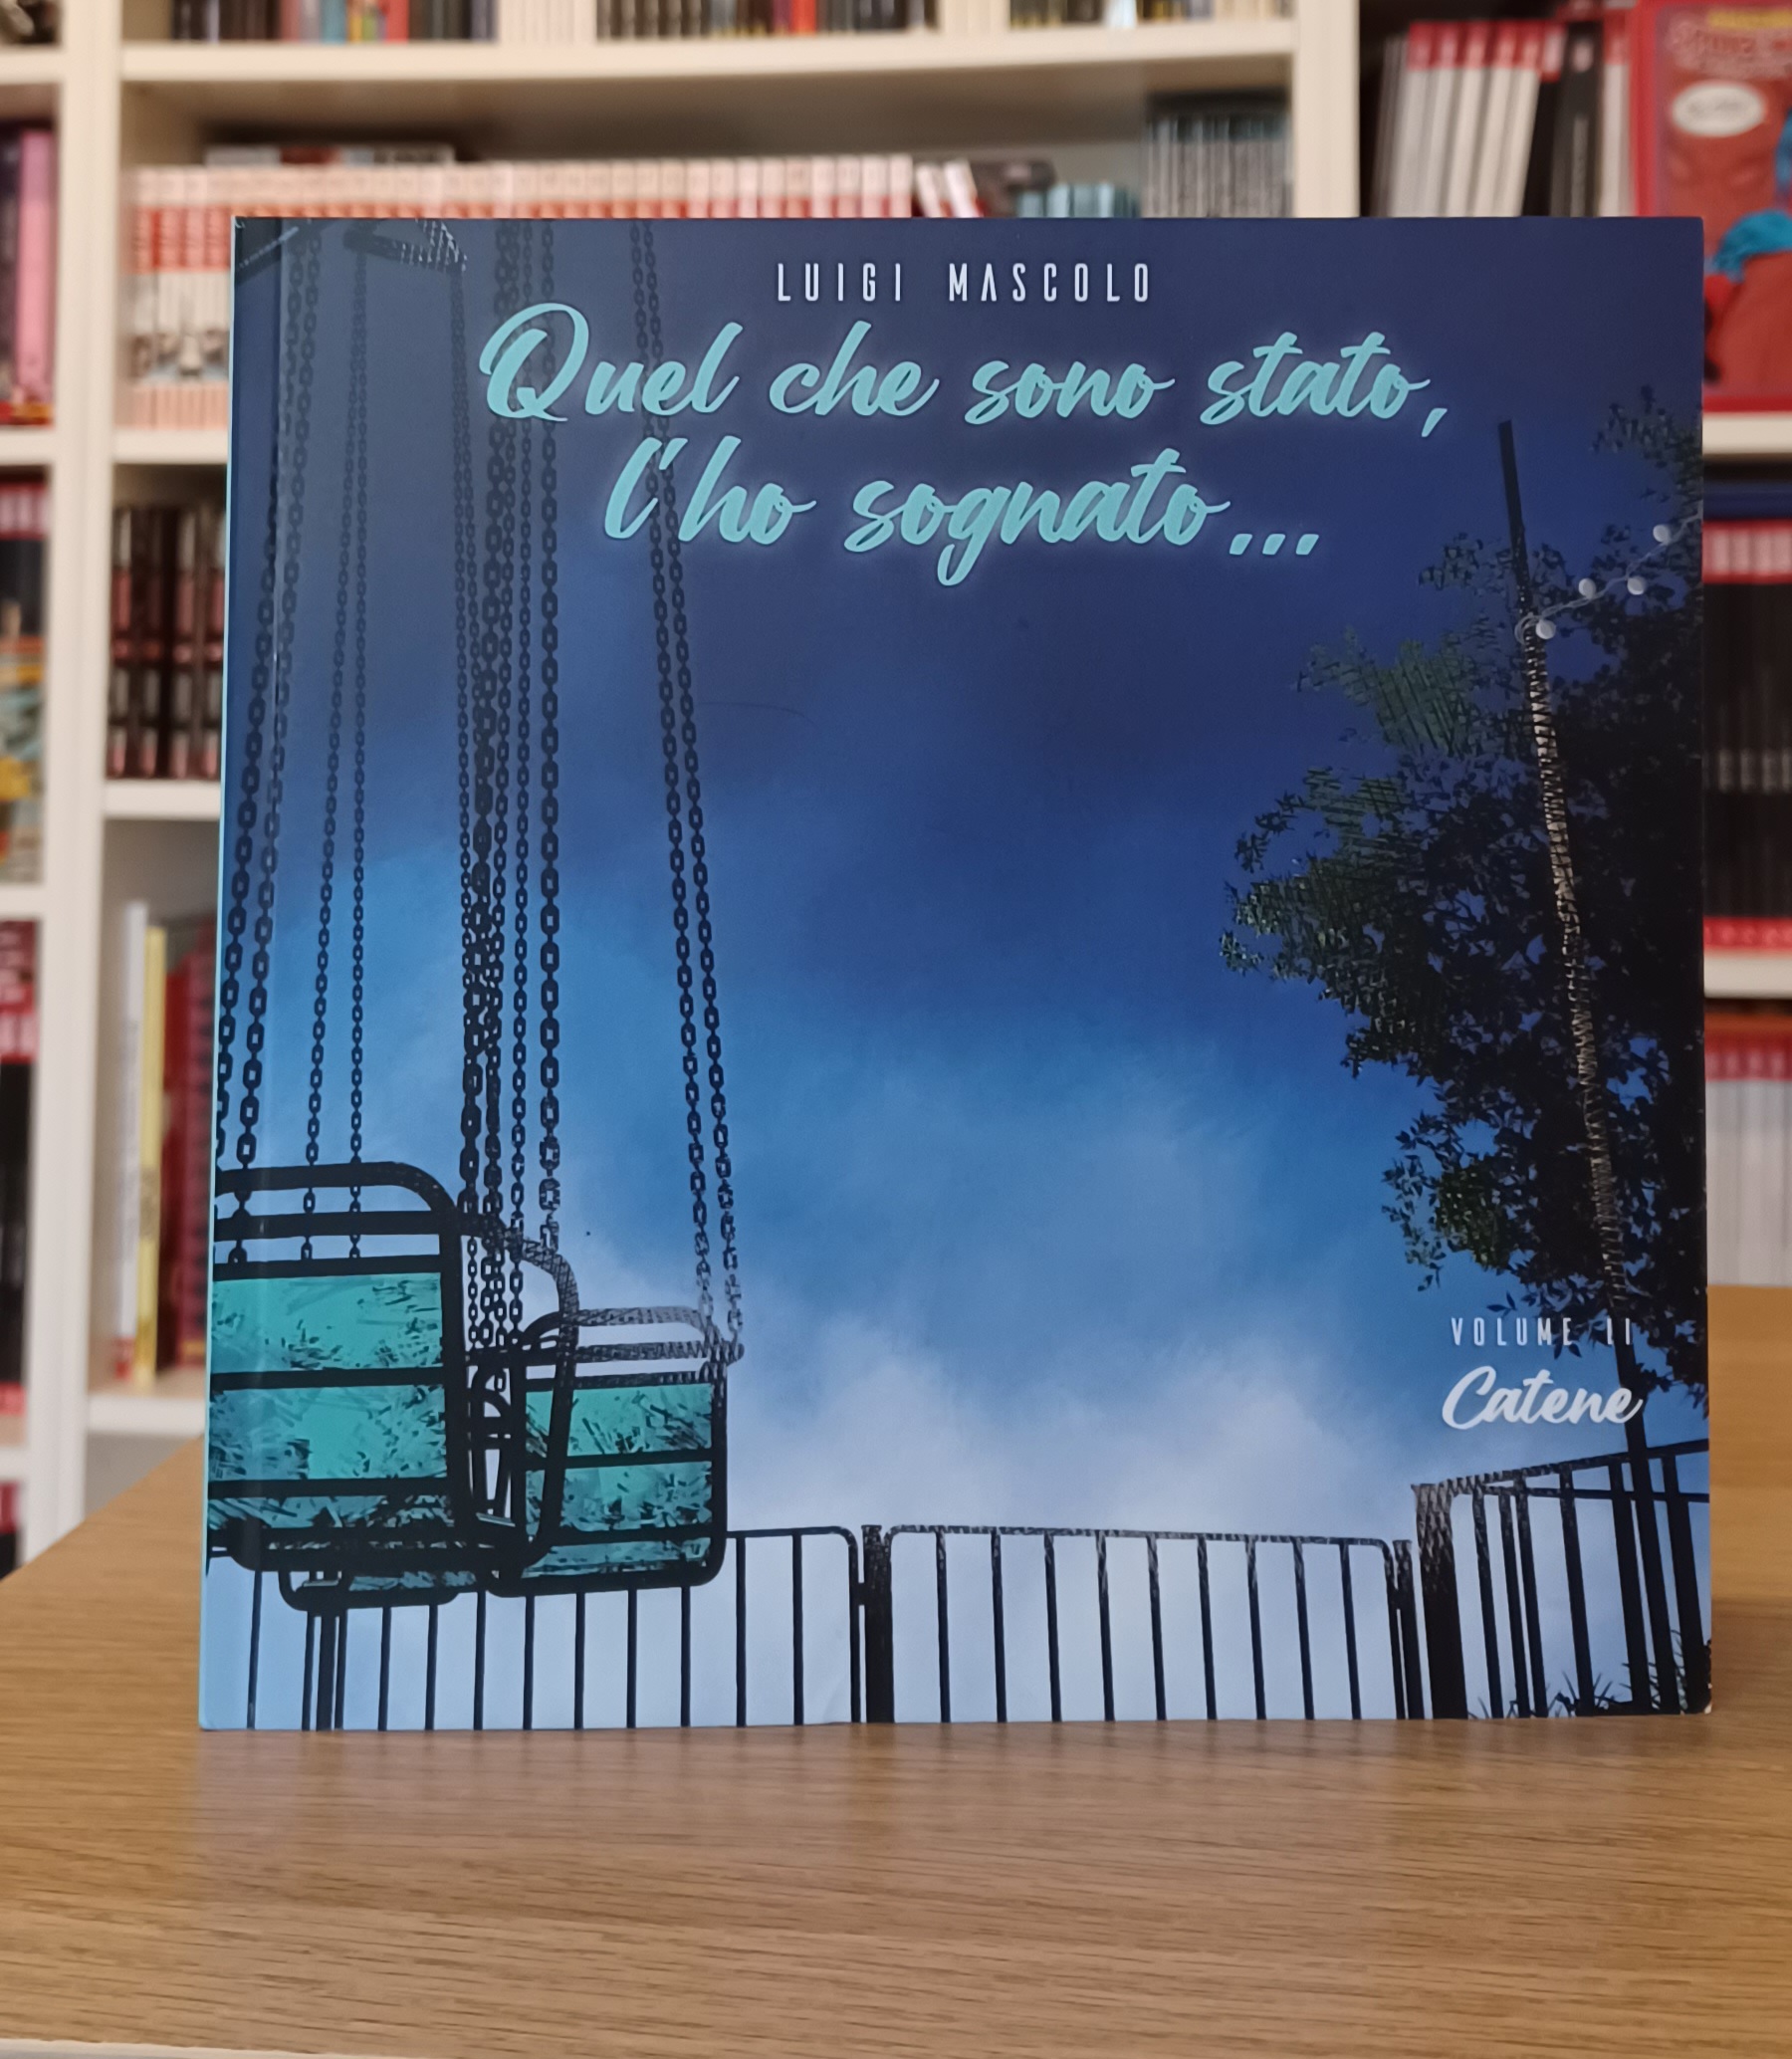 LUIGI MASCOLO
Quel che sono stato,
l'ho sognato...
VOLUME II
Catene